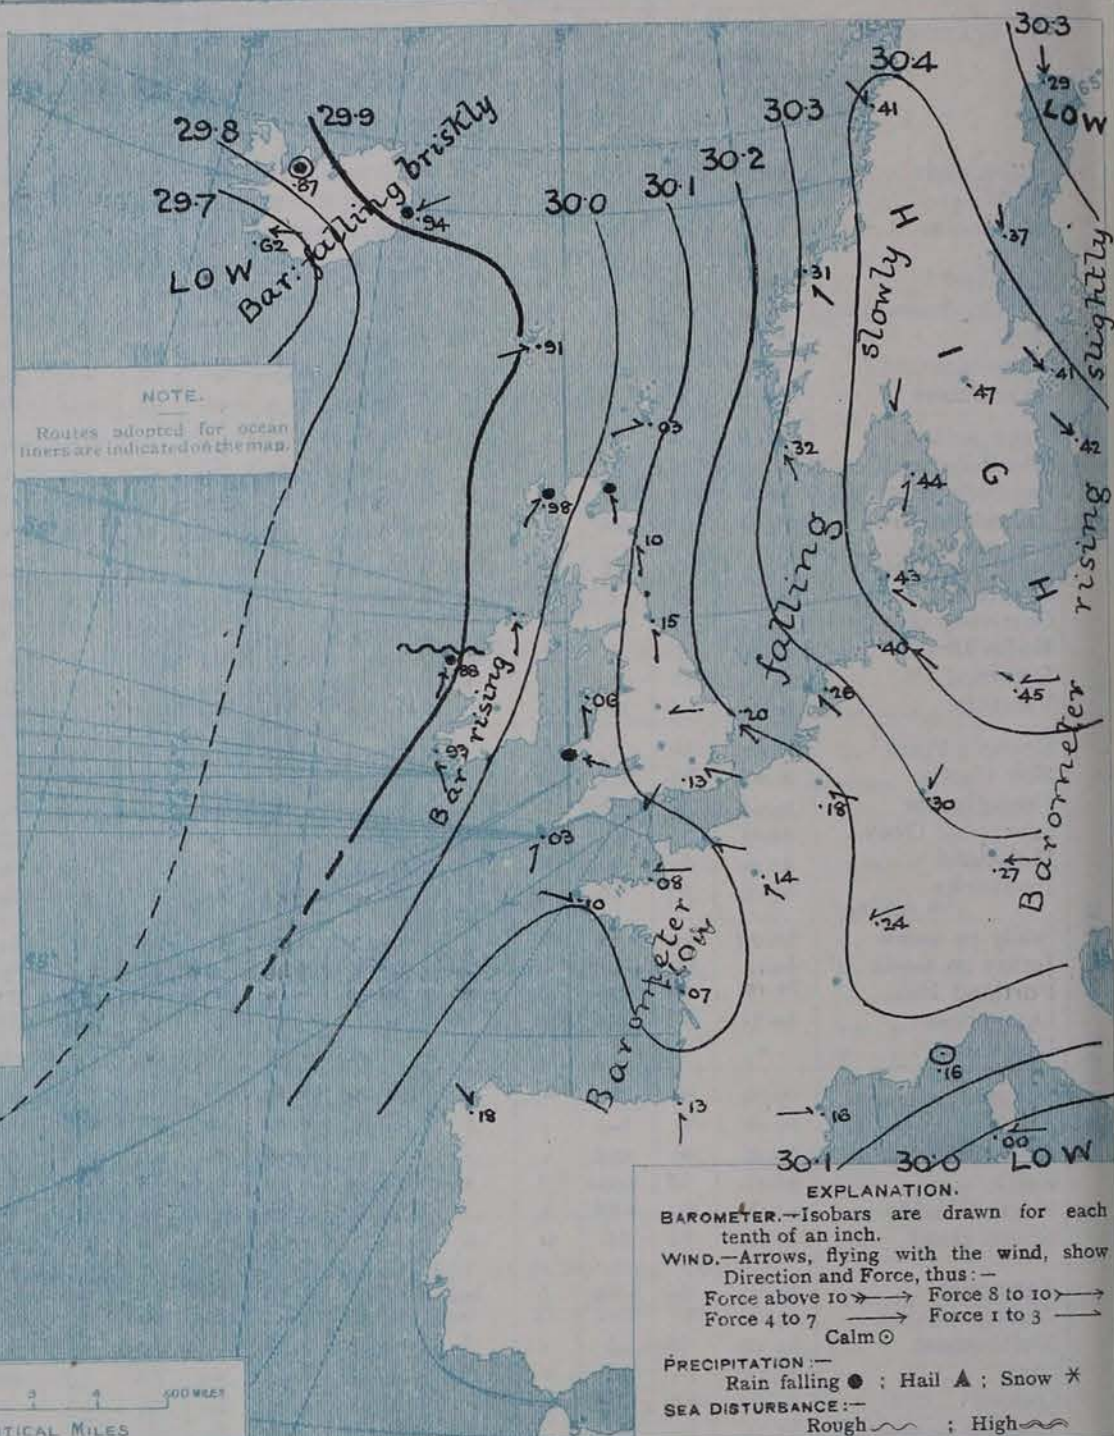 30.3
30.4
.29
LOW
65°
.41
29.9
29.8
30.3
30.2
30.1
30.0
.87
29.7
.94
.62
LOW
Bar: falling briskly
.37
H
slowly
.31
.91
I
.47
.41
slightly
NOTE.
Routes adopted for ocean
liners are indicated on the map.
.03
.32
.42
.44
G
.98
.10
falling
.43
H
rising
.15
.40
.88
Bar: rising
.06
.26
.45
.20
.93
.13
.18
.30
Barometer
.03
.08
.14
.27
.10
.24
Barometer
low
.07
.16
.18
.13
.16
.00
30.1
30.0
LOW
EXPLANATION.
BAROMETER.—Isobars are drawn for each
tenth of an inch.
WIND.—Arrows, flying with the wind, show
Direction and Force, thus:—
Force above 10 Force 8 to 10
Force 4 to 7 Force 1 to 3
Calm
PRECIPITATION:—
Rain falling ; Hail ; Snow
SEA DISTURBANCE:—
Rough ; High
500 MILES
TICAL MILES